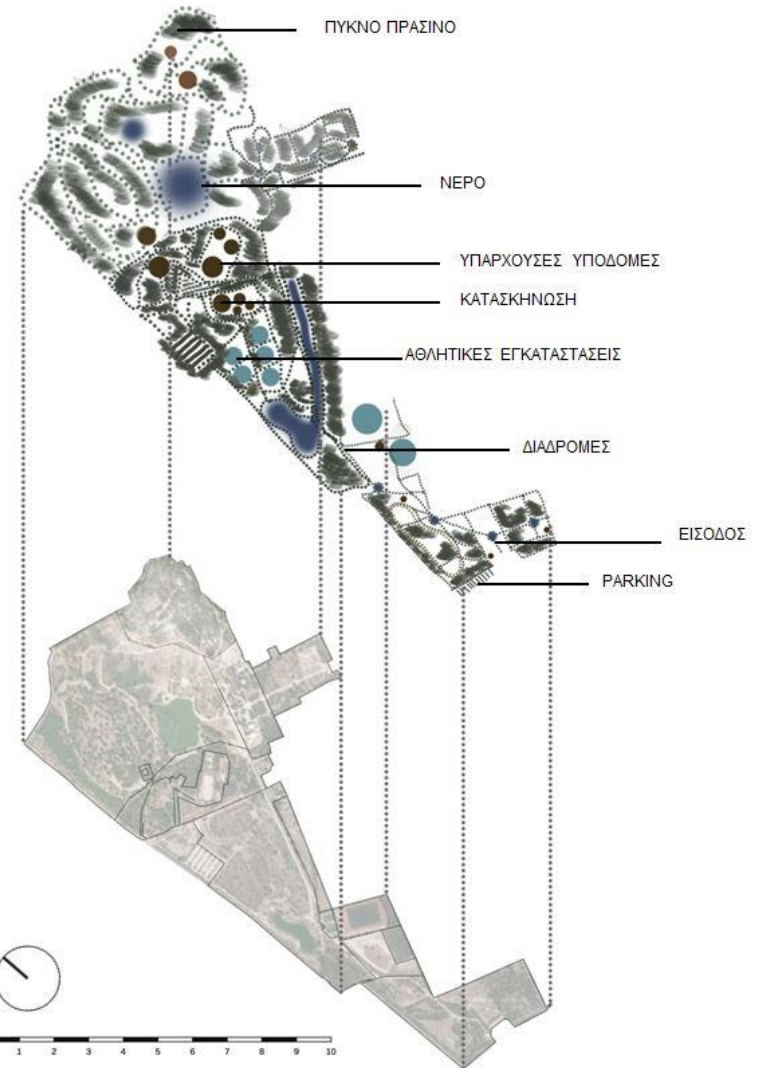 ΠΥΚΝΟ ΠΡΑΣΙΝΟ
ΝΕΡΟ
ΥΠΑΡΧΟΥΣΕΣ ΥΠΟΔΟΜΕΣ
ΚΑΤΑΣΚΗΝΩΣΗ
ΑΘΛΗΤΙΚΕΣ ΕΓΚΑΤΑΣΤΑΣΕΙΣ
ΔΙΑΔΡΟΜΕΣ
ΕΙΣΟΔΟΣ
PARKING
1 2 3 4 5 6 7 8 9 10